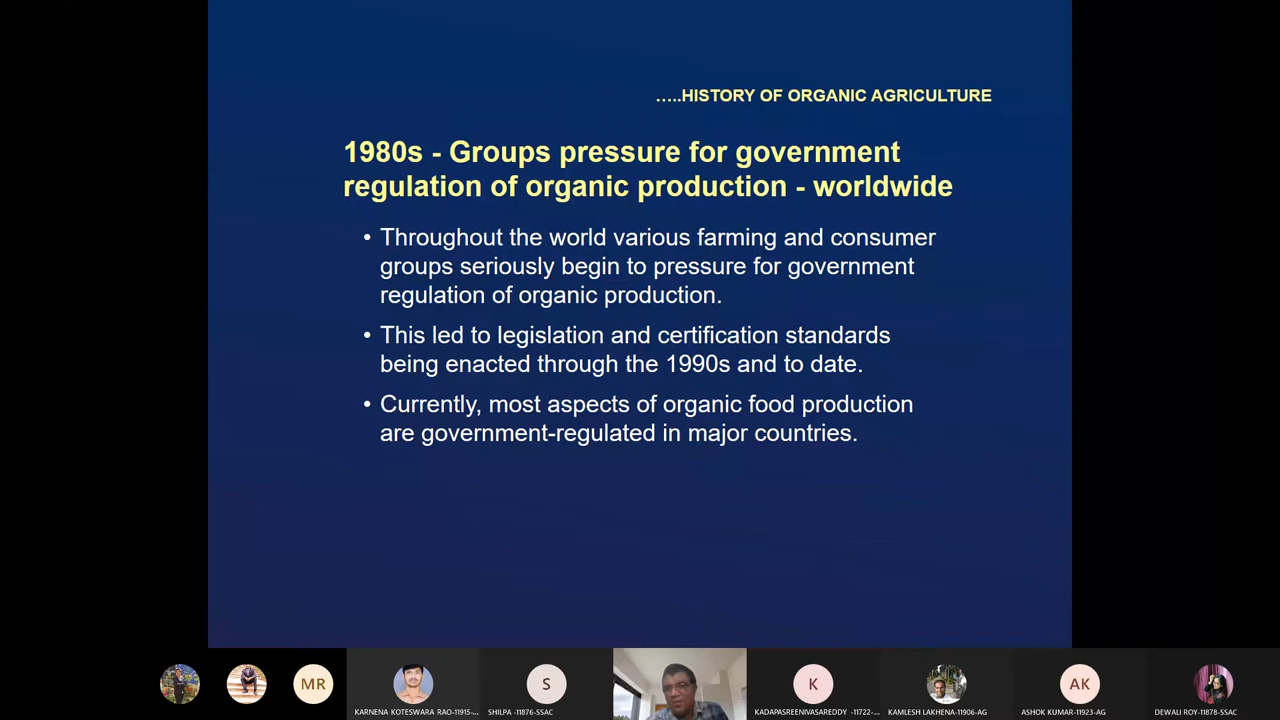 …..HISTORY OF ORGANIC AGRICULTURE
1980s - Groups pressure for government
regulation of organic production - worldwide
• Throughout the world various farming and consumer
groups seriously begin to pressure for government
regulation of organic production.
• This led to legislation and certification standards
being enacted through the 1990s and to date.
• Currently, most aspects of organic food production
are government-regulated in major countries.
MR
S
K
AK
KARNENA KOTESWARA RAO-11915-...
SHILPA -11876-SSAC
KADAPASREENIVASAREDDY -11722-...
KAMLESH LAKHENA-11906-AG
ASHOK KUMAR-11923-AG
DEWALI ROY-11878-SSAC